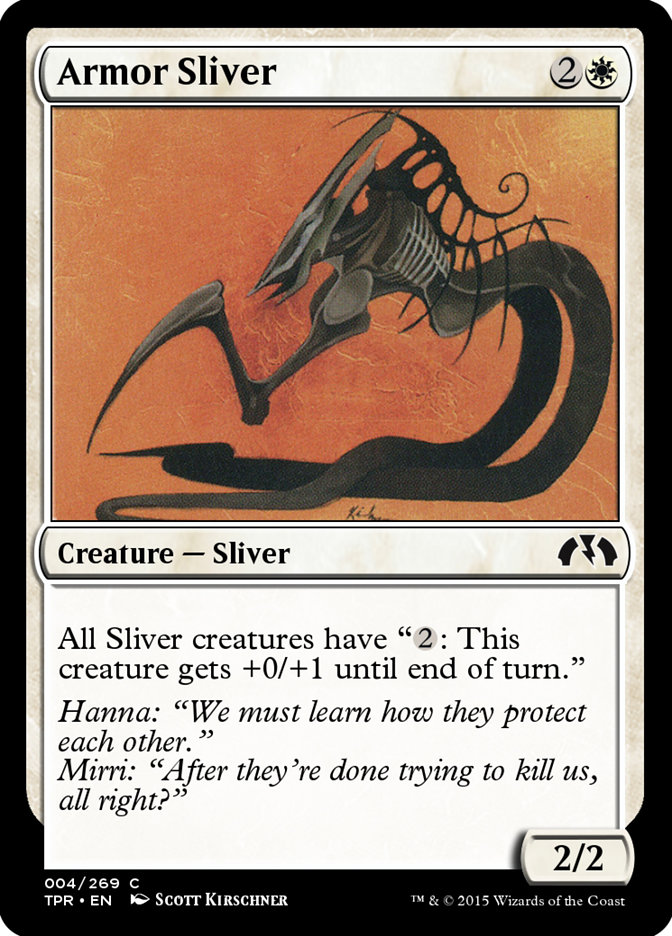 Armor Sliver 2
Creature — Sliver
All Sliver creatures have “2: This
creature gets +0/+1 until end of turn.”
Hanna: “We must learn how they protect
each other.”
Mirri: “After they’re done trying to kill us,
all right?”
2/2
004/269 C
TPR • EN Scott Kirschner ™ & © 2015 Wizards of the Coast